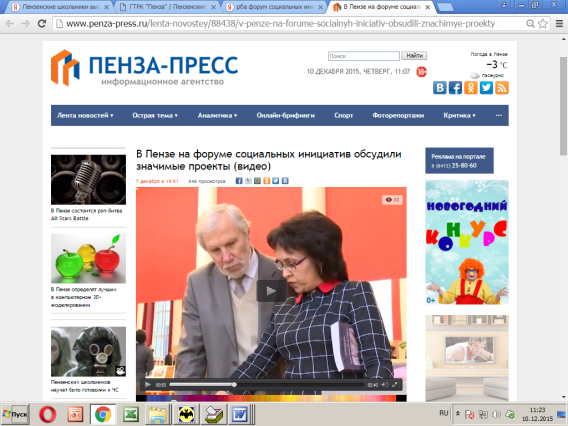 Пензенские школьники вы
ГТРК "Пенза" / Пензенские
рба форум социальных ини
В Пензе на форуме социал
www.penza-press.ru/lenta-novostey/88438/v-penze-na-forume-socialnyh-iniciativ-obsudili-znachimye-proekty
ПЕНЗА-ПРЕСС
информационное агентство
Поиск
Найти
10 ДЕКАБРЯ 2015, ЧЕТВЕРГ, 11:07
18+
Погода в Пензе
-3 °C
пасмурно
Лента новостей
Острая тема
Аналитика
Онлайн-брифинги
Спорт
Фоторепортажи
Критика
В Пензе состоится рэп-битва
All Stars Battle
В Пензе определят лучших
в компьютерном 3D-
моделировании
Пензенских школьников
научат быть готовыми к ЧС
В Пензе на форуме социальных инициатив обсудили
значимые проекты (видео)
7 декабря в 19:51
946 просмотров
82
00:55
02:40
Реклама на портале
8 (8412) 25-80-60
НОВОГОДНИЙ
КОНКУРС
0+
Пуск
RU
11:23
10.12.2015